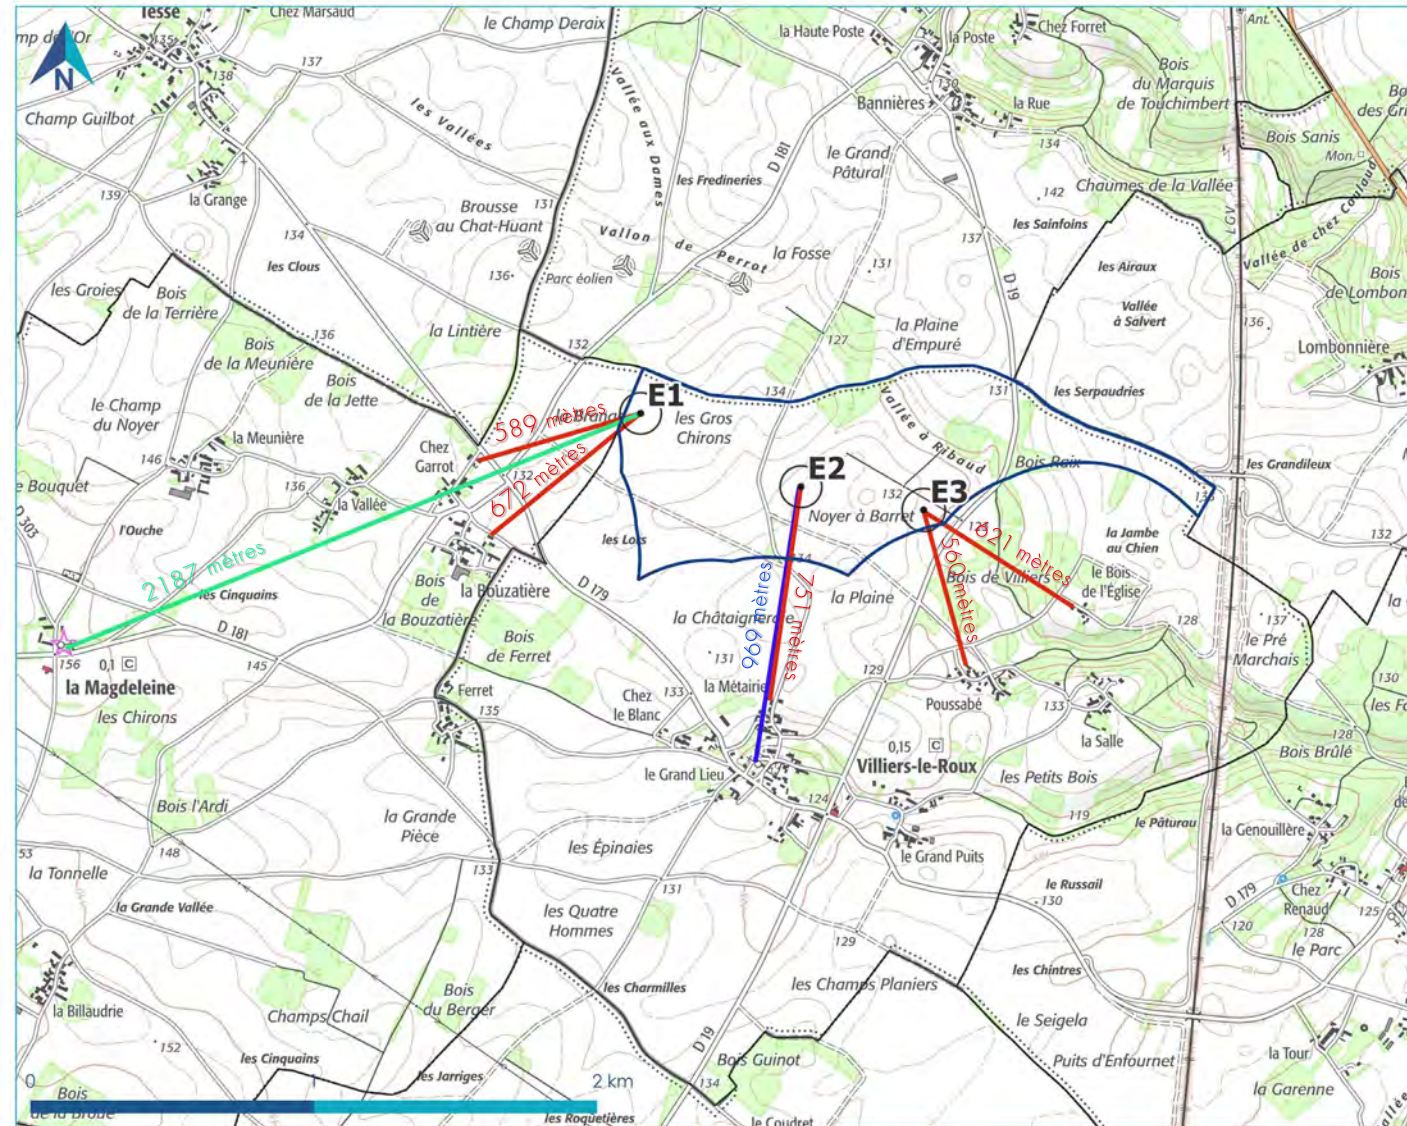 Tesse
Chez Marsaud
le Champ Deraix
la Haute Poste
la Poste
Chez Forret
Ant.
N
135
138
137
Champ Guilbot
les Vallées
Vallée aux Dames
Bannières
130
la Rue
Bois
du Marquis
de Touchimbert
134
Bois Sanis
Mon.
les Fredineries
D 181
le Grand
Pâtural
142
Chaumes de la Vallée
LGV
139
la Grange
134
Brousse
au Chat-Huant
131
Vallon de Perrot
la Fosse
131
137
les Sainfoins
D 19
Vallée de chez Coulaud
les Clous
136
Parc éolien
les Airaux
Bois
de Lombon
les Groies
Bois
de la Terrière
136
la Lintière
132
127
la Plaine
d'Empuré
Vallée
à Salvert
136
Lombonnière
Bois
de la Meunière
Bois
de la Jette
134
131
les Serpaudries
le Champ
du Noyer
la Meunière
146
Chez
Garrot
589 mètres
E1
les Gros
Chirons
Vallée à Ribaud
Bois Raix
les Grandileux
e Bouquet
D 303
136
la Vallée
132
672 mètres
E2
132
E3
Noyer à Barret
l'Ouche
les Lots
la Jambe
au Chien
132
2187 mètres
les Cinquains
Bois
de
la Bouzatière
la Bouzatière
D 179
969 mètres
751 mètres
560 mètres
621 mètres
Bois de Villiers
le Bois
de l'Église
la Plaine
la Châtaigneraie
D 181
128
137
le Pré
Marchais
156
0,1 C
la Magdeleine
145
Bois
de Ferret
131
129
130
les Chirons
Ferret
135
Chez
le Blanc
133
la Métairie
Poussabé
133
la Salle
128
Bois Brûlé
0,15 C
Villiers-le-Roux
le Grand Lieu
les Petits Bois
Bois l'Ardi
la Grande
Pièce
124
119
le Pâturau
la Genouillère
53
la Tonnelle
148
133
les Épinaies
le Grand Puits
131
le Russail
130
D 179
Chez
Renaud
125
120
128
le Parc
la Grande Vallée
les Quatre
Hommes
129
les Chintres
la Billaudrie
Champs Chail
Bois
du Berger
les Charmilles
les Champs Planiers
le Seigela
152
les Cinquains
les Jarriges
D 19
134
Bois Guinot
Puits d'Enfournet
la Tour
la Garenne
0
1
2 km
Bois
de la Broue
les Roquetières
le Coudret